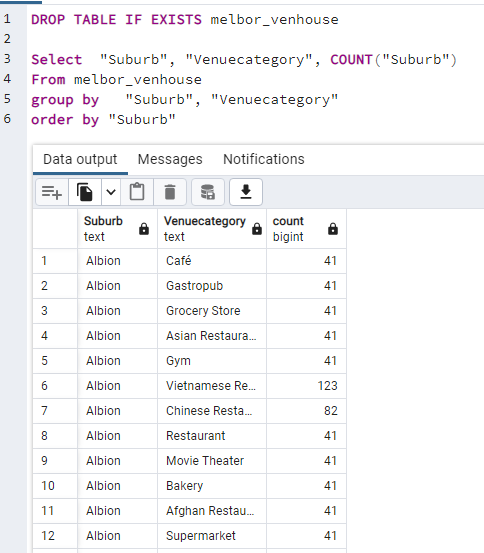 1 DROP TABLE IF EXISTS melbor_venhouse
2
3 Select "Suburb", "Venuecategory", COUNT("Suburb")
4 From melbor_venhouse
5 group by "Suburb", "Venuecategory"
6 order by "Suburb"
Data output Messages Notifications
Suburb Venuecategory count
text text bigint
1 Albion Café 41
2 Albion Gastropub 41
3 Albion Grocery Store 41
4 Albion Asian Restaura... 41
5 Albion Gym 41
6 Albion Vietnamese Re... 123
7 Albion Chinese Resta... 82
8 Albion Restaurant 41
9 Albion Movie Theater 41
10 Albion Bakery 41
11 Albion Afghan Restau... 41
12 Albion Supermarket 41